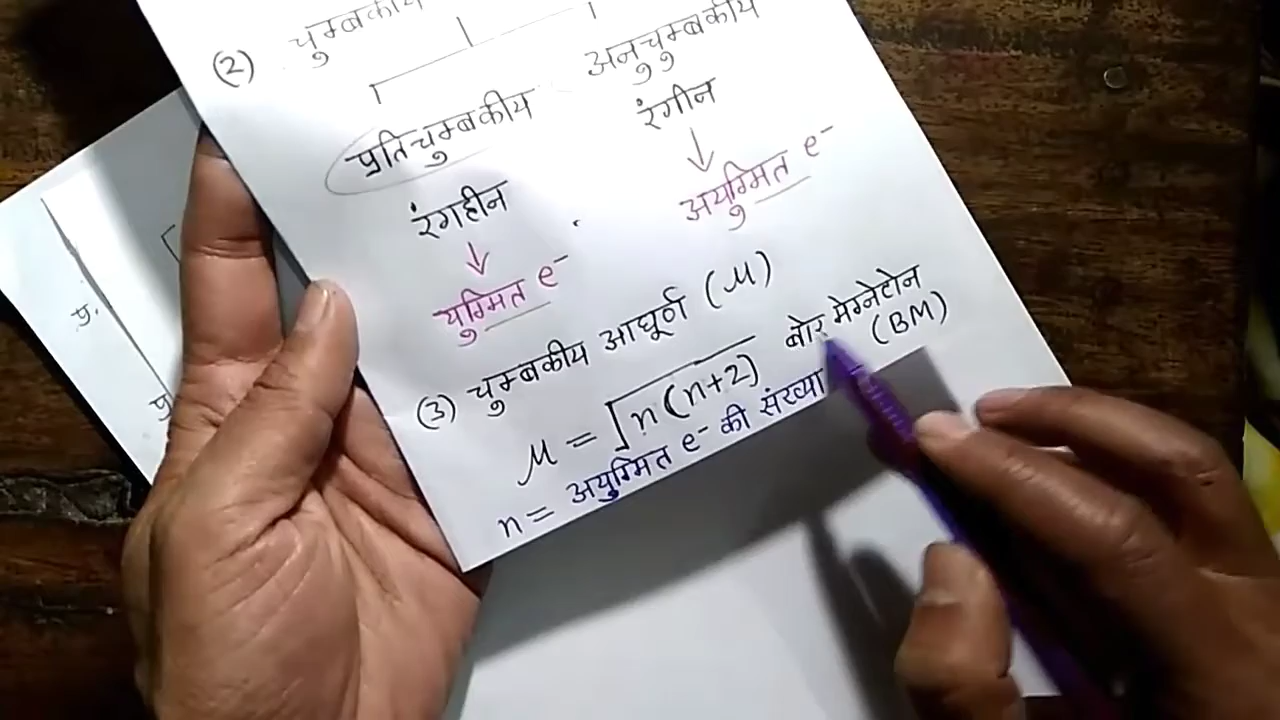 (2) चुम्बकीय
प्रतिचुम्बकीय अनुचुम्बकीय
रंगहीन रंगीन
↓ ↓
युग्मित e⁻ अयुग्मित e⁻
(3) चुम्बकीय आघूर्ण (μ)
μ = √n(n+2) बोर मेग्नेटोन (BM)
n = अयुग्मित e⁻ की संख्या
प्र.